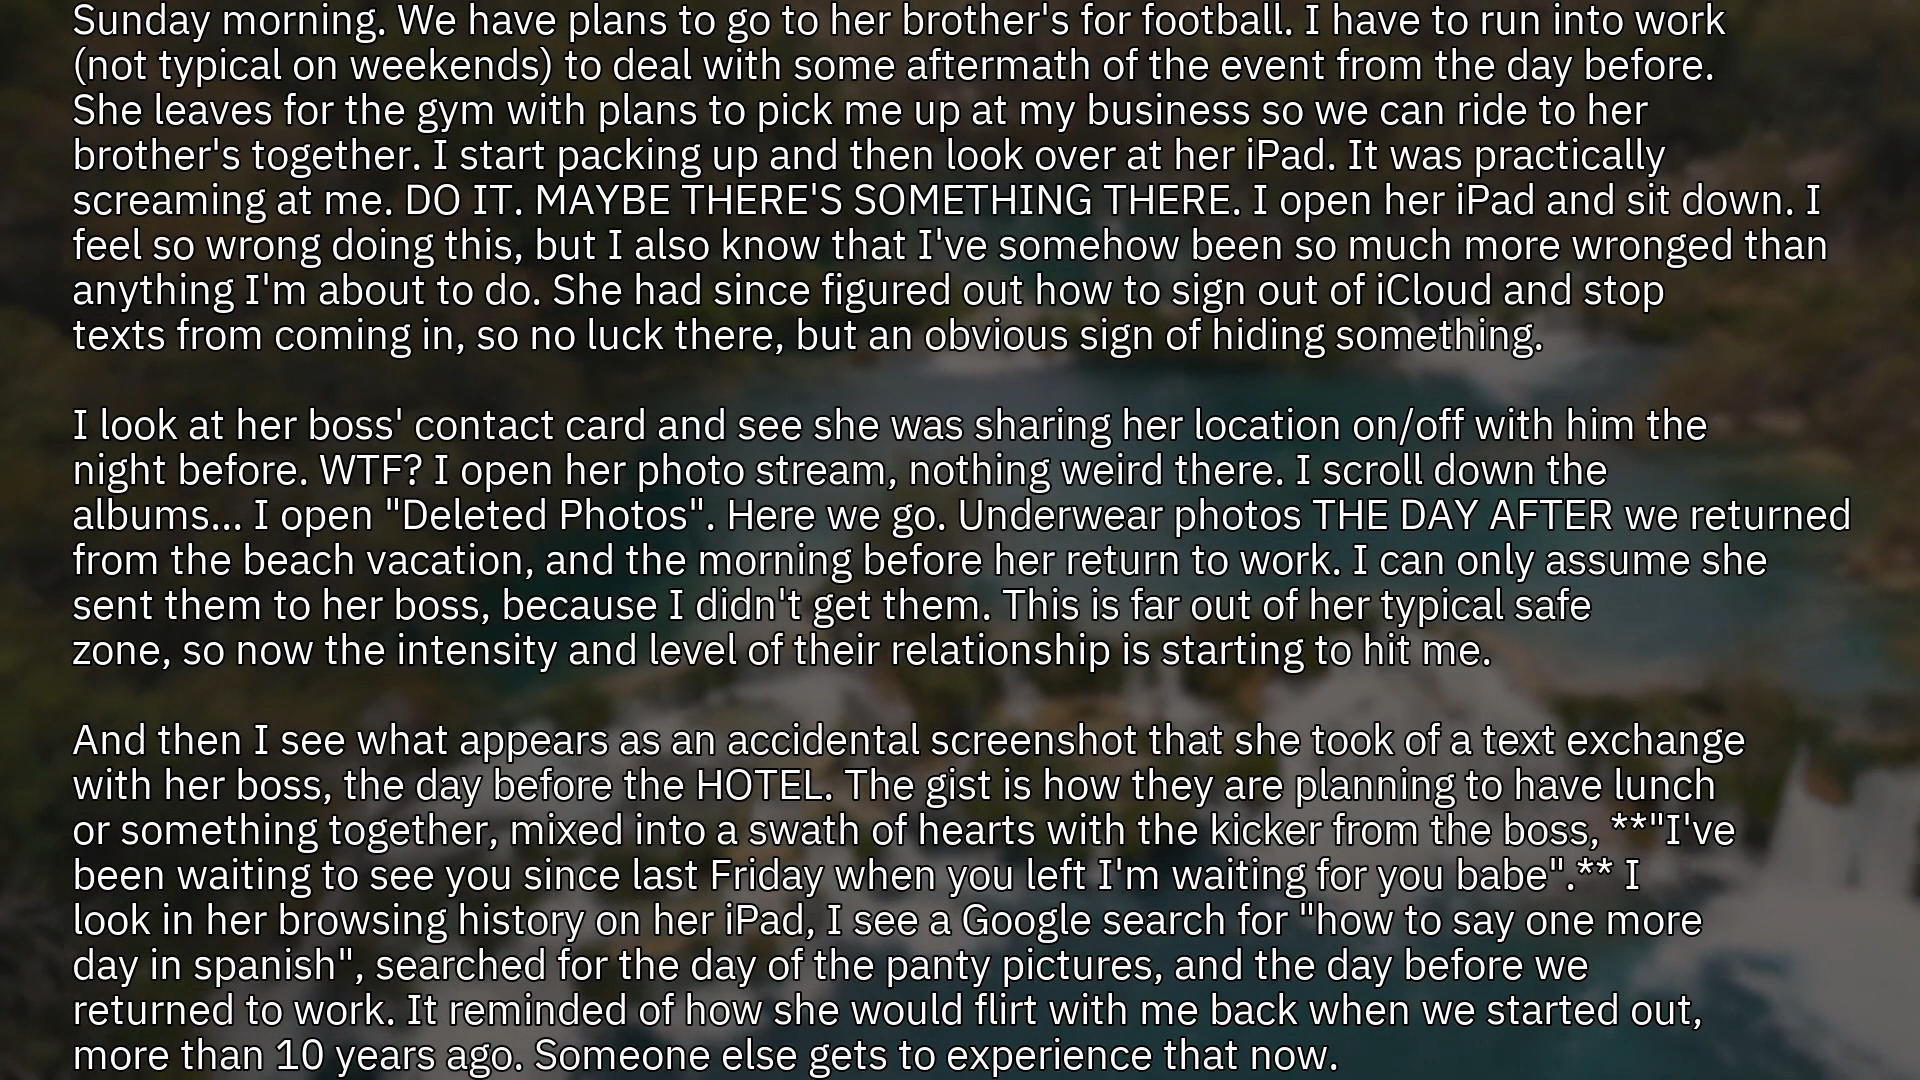 Sunday morning. We have plans to go to her brother's for football. I have to run into work
(not typical on weekends) to deal with some aftermath of the event from the day before.
She leaves for the gym with plans to pick me up at my business so we can ride to her
brother's together. I start packing up and then look over at her iPad. It was practically
screaming at me. DO IT. MAYBE THERE'S SOMETHING THERE. I open her iPad and sit down. I
feel so wrong doing this, but I also know that I've somehow been so much more wronged than
anything I'm about to do. She had since figured out how to sign out of iCloud and stop
texts from coming in, so no luck there, but an obvious sign of hiding something.
I look at her boss' contact card and see she was sharing her location on/off with him the
night before. WTF? I open her photo stream, nothing weird there. I scroll down the
albums... I open "Deleted Photos". Here we go. Underwear photos THE DAY AFTER we returned
from the beach vacation, and the morning before her return to work. I can only assume she
sent them to her boss, because I didn't get them. This is far out of her typical safe
zone, so now the intensity and level of their relationship is starting to hit me.
And then I see what appears as an accidental screenshot that she took of a text exchange
with her boss, the day before the HOTEL. The gist is how they are planning to have lunch
or something together, mixed into a swath of hearts with the kicker from the boss, **"I've
been waiting to see you since last Friday when you left I'm waiting for you babe".** I
look in her browsing history on her iPad, I see a Google search for "how to say one more
day in spanish", searched for the day of the panty pictures, and the day before we
returned to work. It reminded of how she would flirt with me back when we started out,
more than 10 years ago. Someone else gets to experience that now.